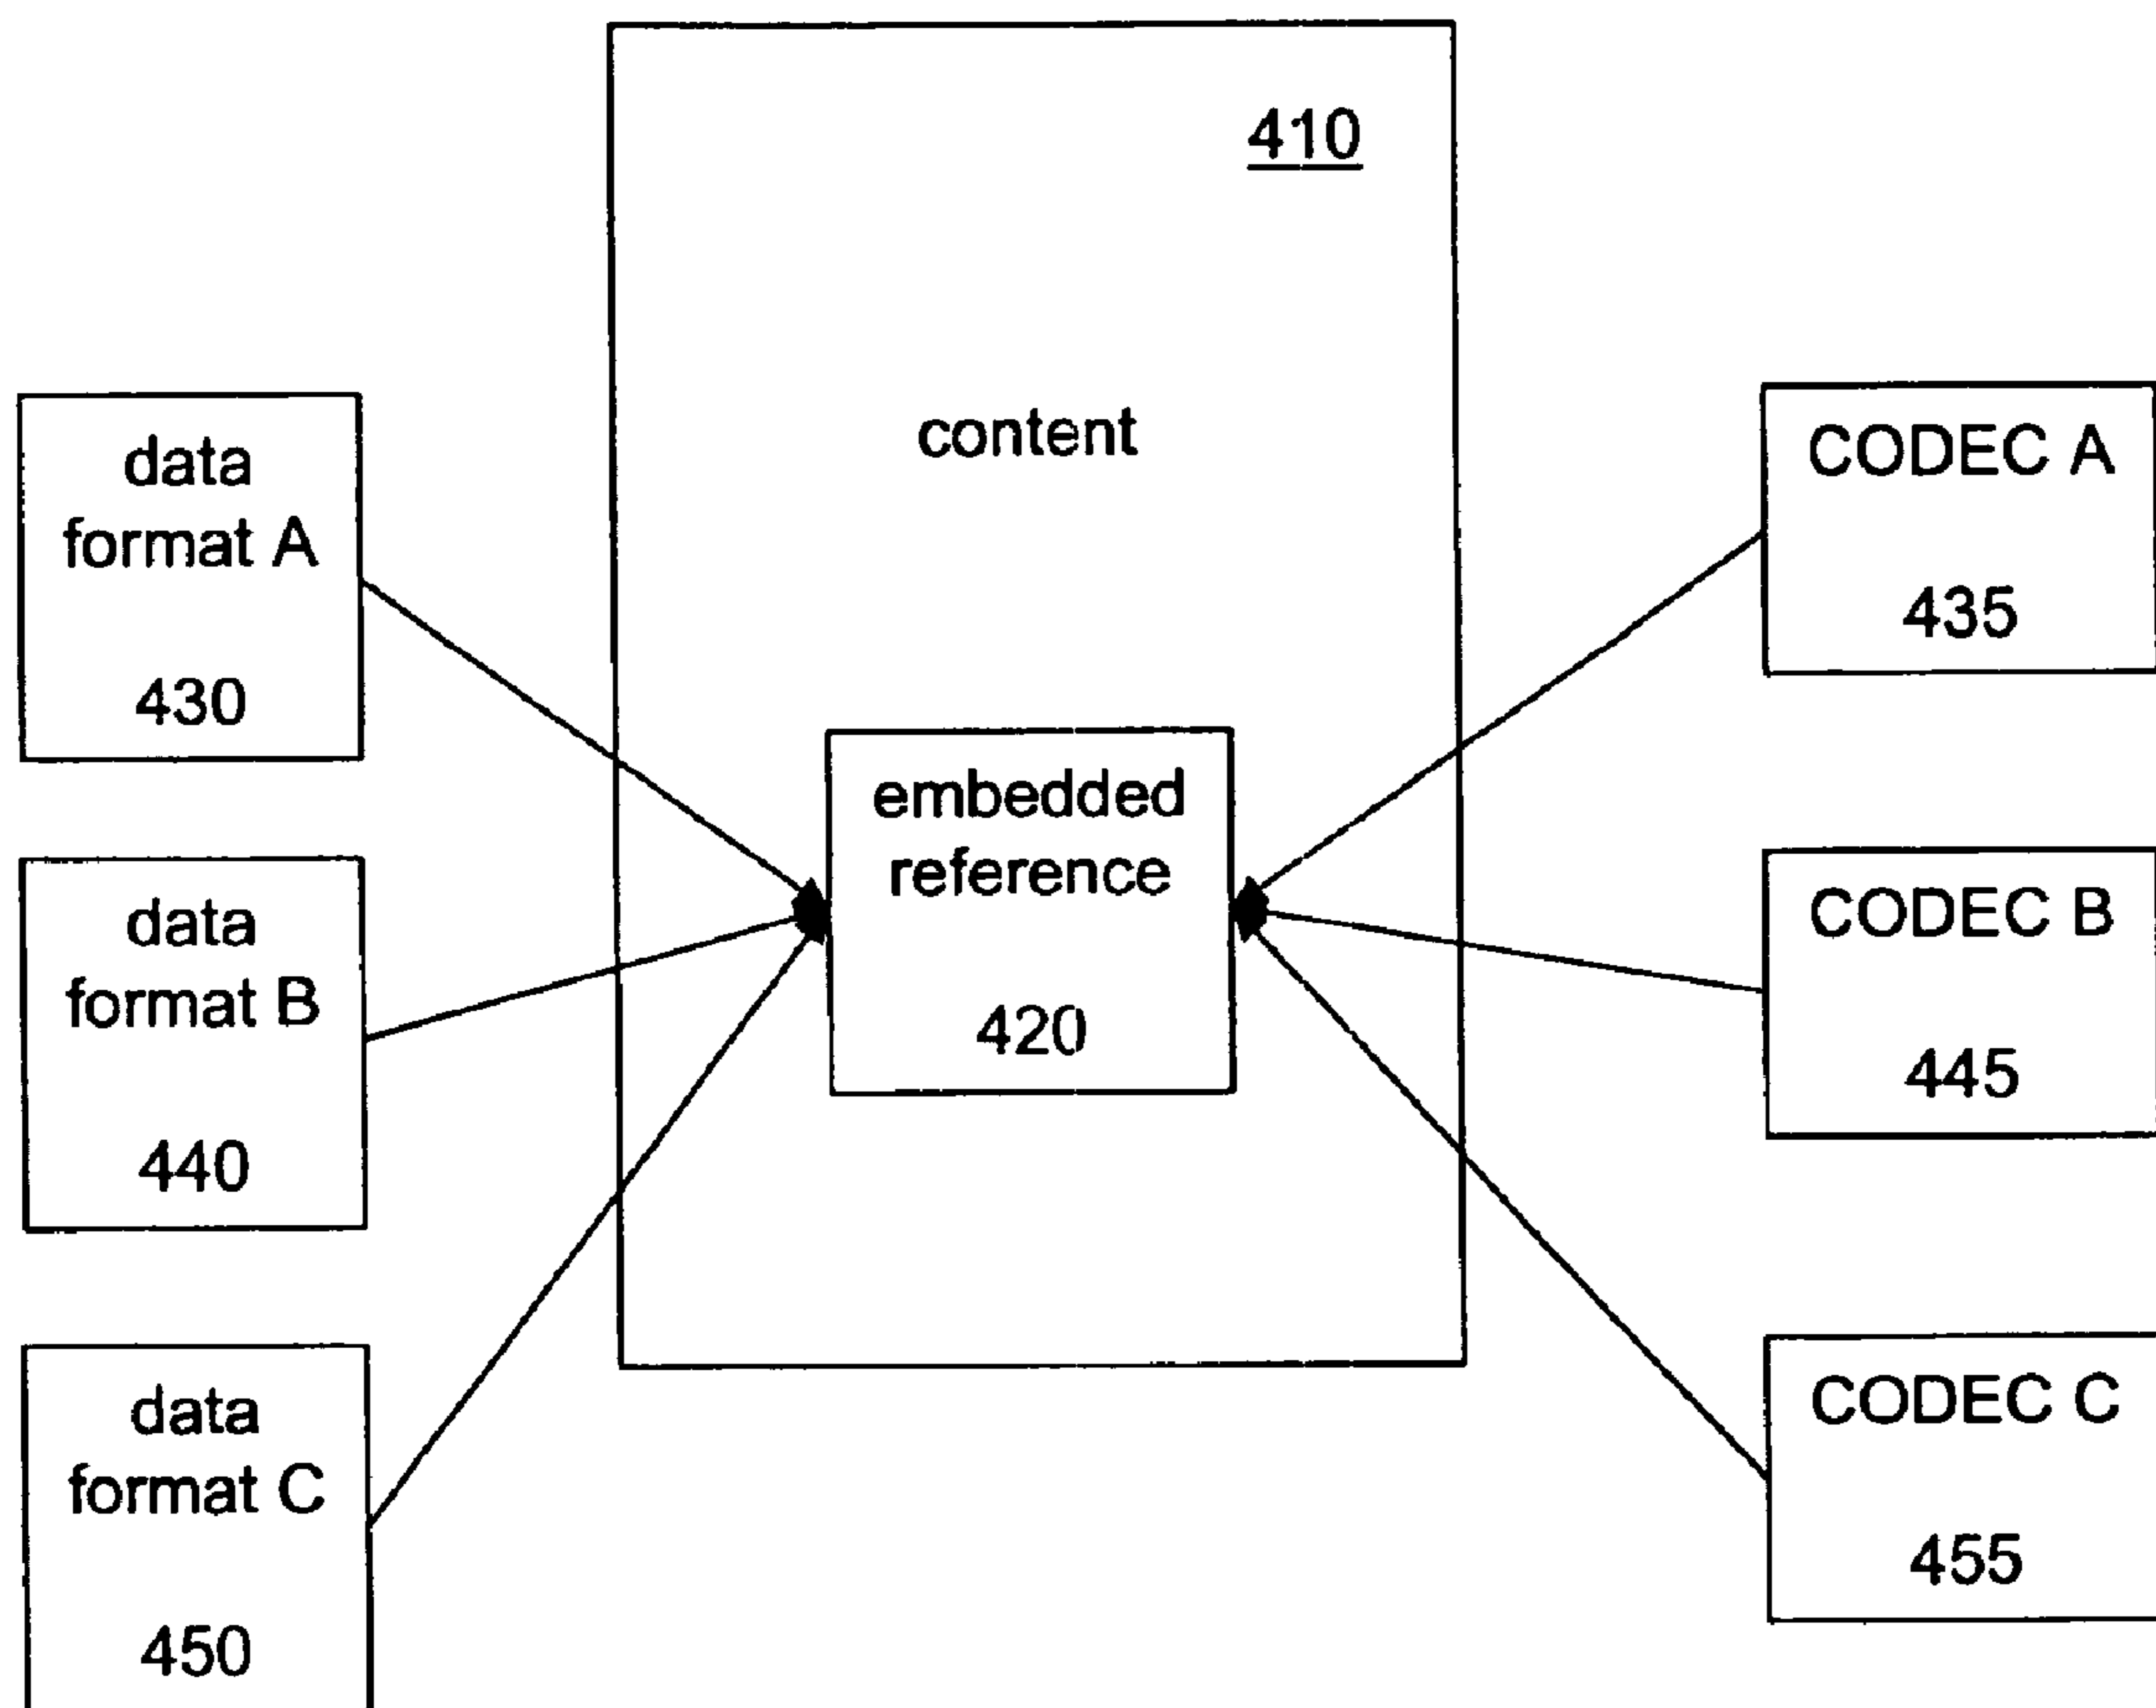 410
content
data
format A
430
data
format B
440
data
format C
450
embedded
reference
420
CODEC A
435
CODEC B
445
CODEC C
455